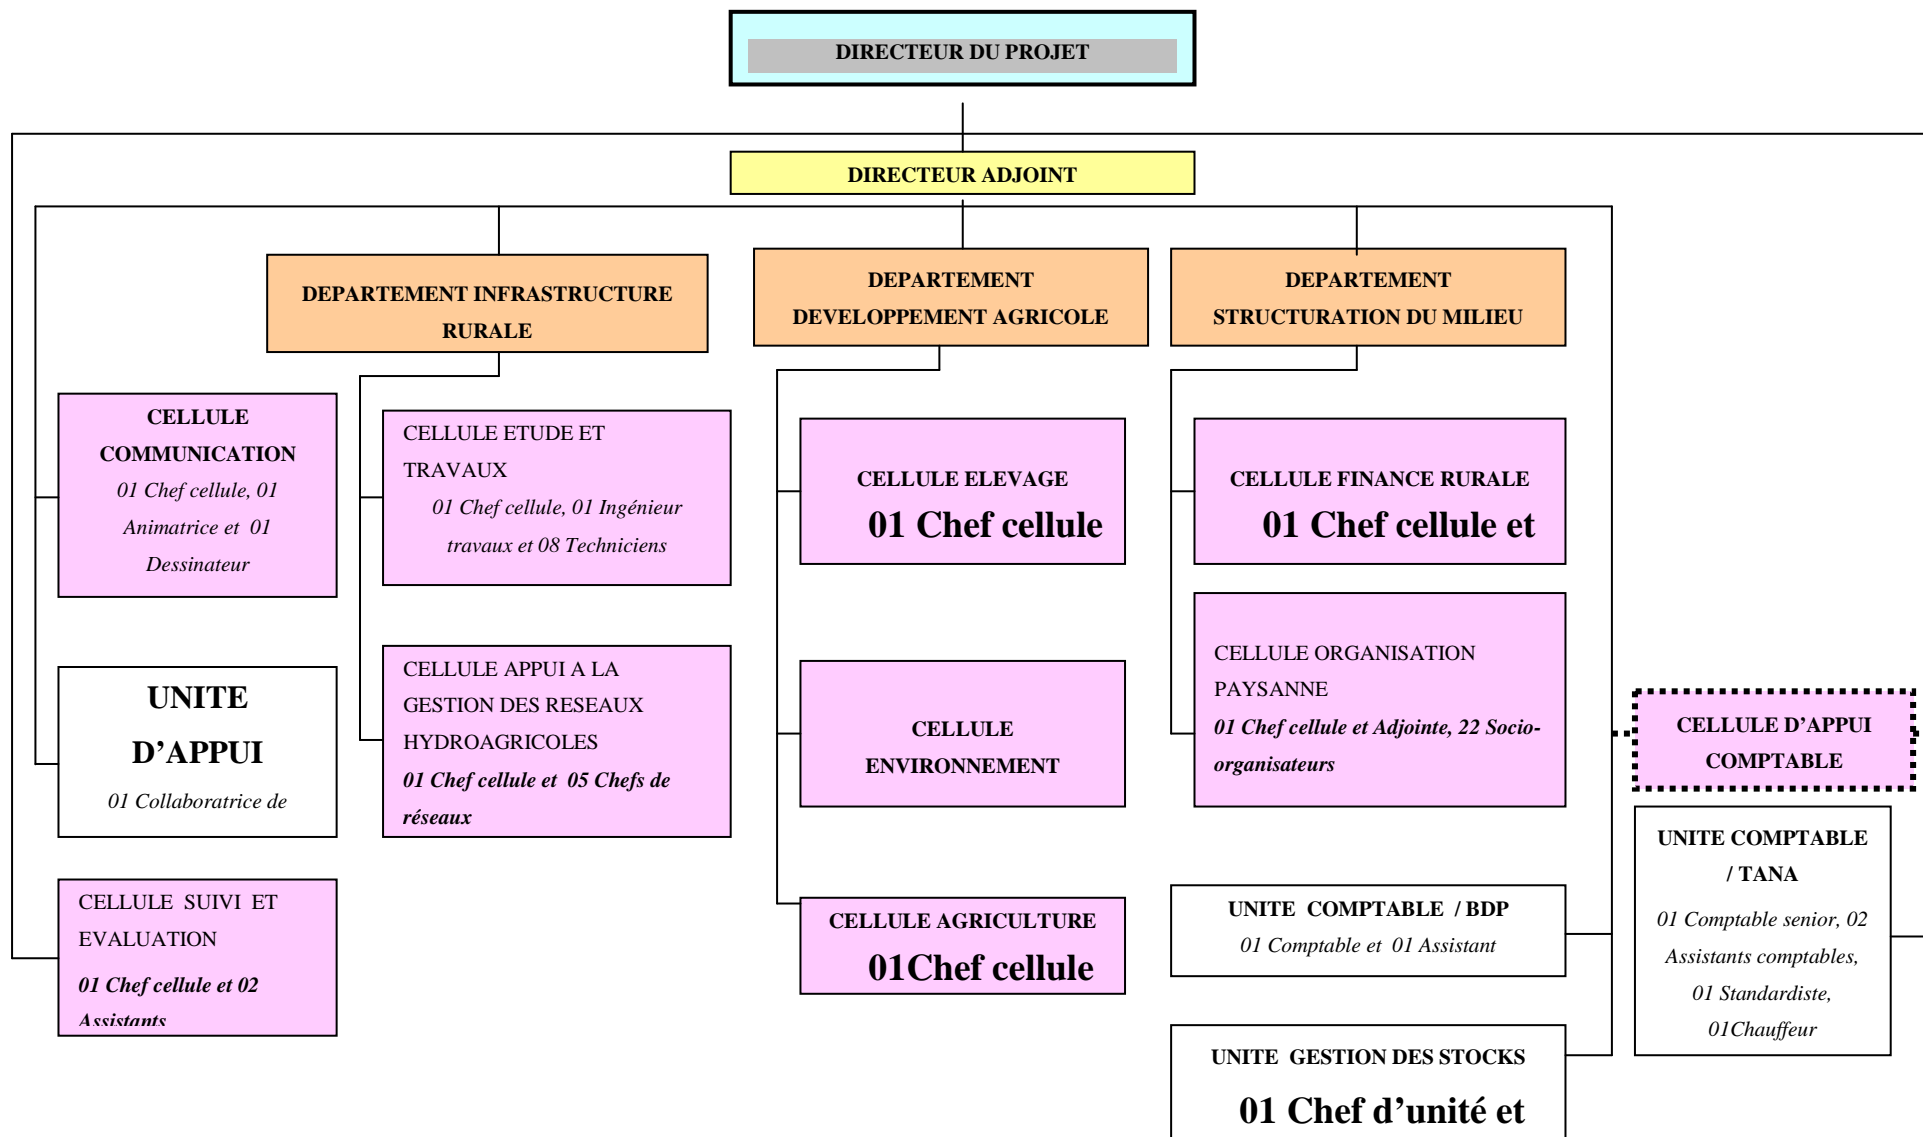 DIRECTEUR DU PROJET
DIRECTEUR ADJOINT
DEPARTEMENT INFRASTRUCTURE
RURALE
DEPARTEMENT
DEVELOPPEMENT AGRICOLE
DEPARTEMENT
STRUCTURATION DU MILIEU
CELLULE
COMMUNICATION
01 Chef cellule, 01
Animatrice et 01
Dessinateur
UNITE
D’APPUI
01 Collaboratrice de
CELLULE SUIVI ET
EVALUATION
01 Chef cellule et 02
Assistants
CELLULE ETUDE ET
TRAVAUX
01 Chef cellule, 01 Ingénieur
travaux et 08 Techniciens
CELLULE APPUI A LA
GESTION DES RESEAUX
HYDROAGRICOLES
01 Chef cellule et 05 Chefs de
réseaux
CELLULE ELEVAGE
01 Chef cellule
CELLULE
ENVIRONNEMENT
CELLULE AGRICULTURE
01Chef cellule
CELLULE FINANCE RURALE
01 Chef cellule et
CELLULE ORGANISATION
PAYSANNE
01 Chef cellule et Adjointe, 22 Socio-
organisateurs
UNITE COMPTABLE / BDP
01 Comptable et 01 Assistant
UNITE GESTION DES STOCKS
01 Chef d’unité et
CELLULE D’APPUI
COMPTABLE
UNITE COMPTABLE
/ TANA
01 Comptable senior, 02
Assistants comptables,
01 Standardiste,
01Chauffeur